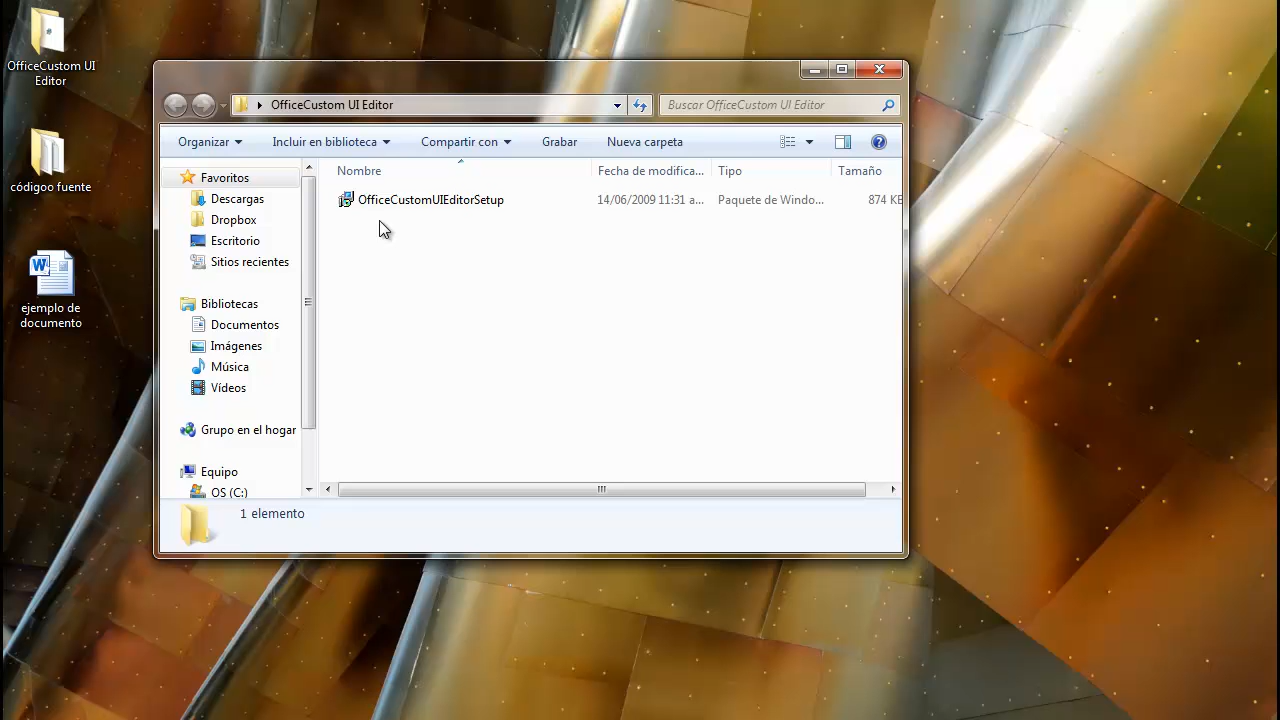 OfficeCustom UI
Editor
códigoo fuente
ejemplo de
documento
OfficeCustom UI Editor
Buscar OfficeCustom UI Editor
Organizar
Incluir en biblioteca
Compartir con
Grabar
Nueva carpeta
Nombre
Fecha de modifica...
Tipo
Tamaño
OfficeCustomUIEditorSetup
14/06/2009 11:31 a...
Paquete de Windo...
874 KB
Favoritos
Descargas
Dropbox
Escritorio
Sitios recientes
Bibliotecas
Documentos
Imágenes
Música
Vídeos
Grupo en el hogar
Equipo
OS (C:)
1 elemento